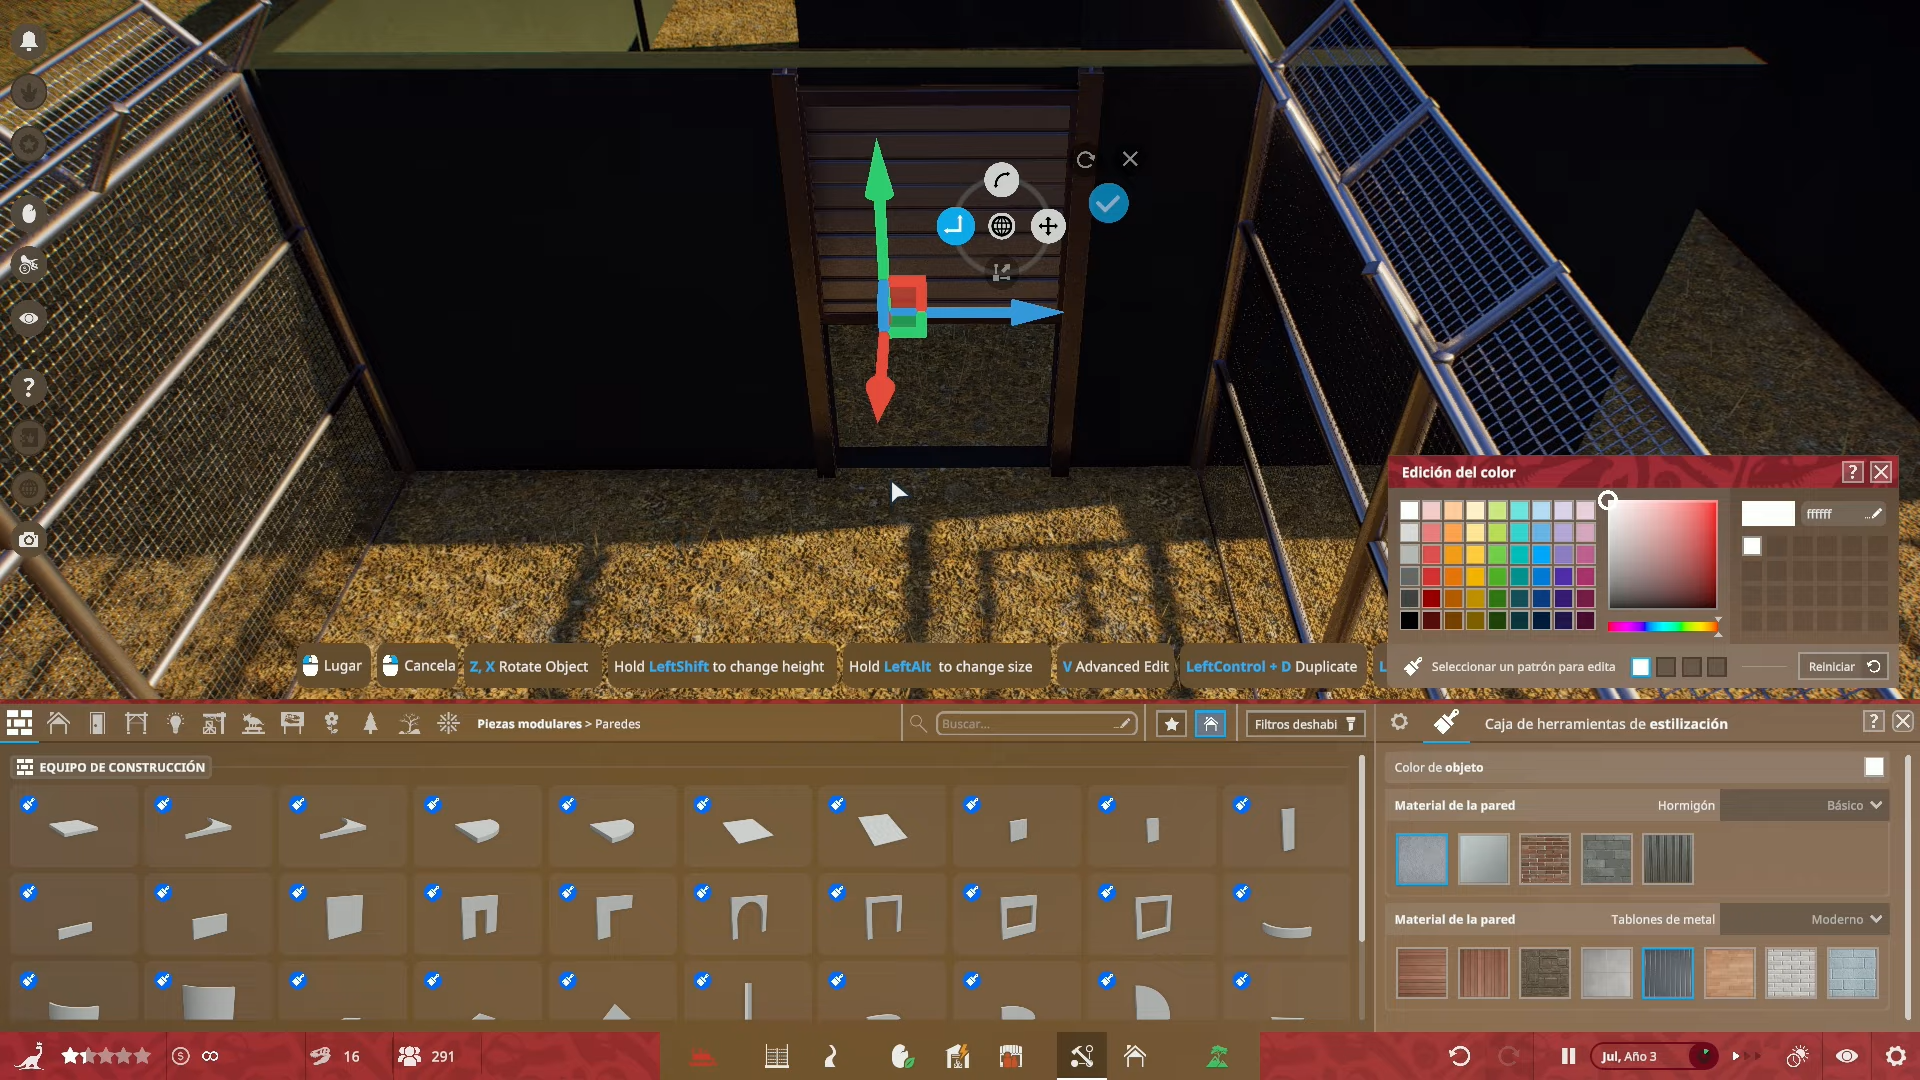 Edición del color
?
ffffff
...
Lugar
Cancela
Z, X Rotate Object
Hold LeftShift to change height
Hold LeftAlt to change size
V Advanced Edit
LeftControl + D Duplicate
L
Seleccionar un patrón para edita
Reiniciar
?
Piezas modulares > Paredes
Buscar...
Filtros deshabi
Caja de herramientas de estilización
?
EQUIPO DE CONSTRUCCIÓN
Color de objeto
Material de la pared
Hormigón
Básico
Material de la pared
Tablones de metal
Moderno
∞
16
291
Jul, Año 3